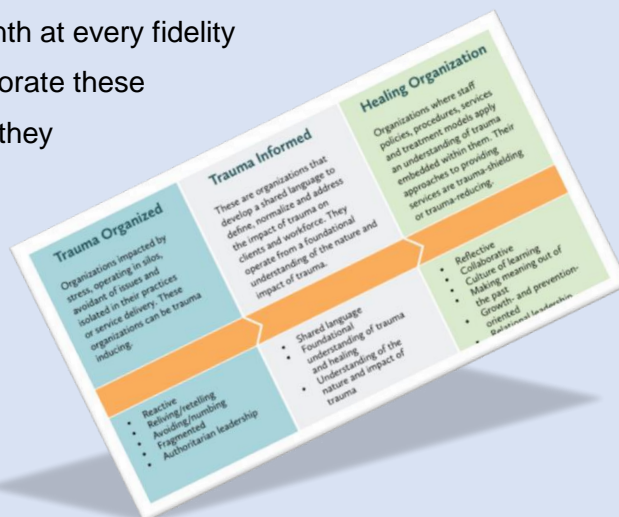 nth at every fidelity
orate these
they
Trauma Organized
Organizations impacted by
stress, operating in silos,
avoidant of issues and
isolated in their practices
or service delivery. These
organizations can be trauma
inducing.
• Reactive
• Reliving/retelling
• Avoiding/numbing
• Fragmented
• Authoritarian leadership
Trauma Informed
These are organizations that
develop a shared language to
define, normalize and address
the impact of trauma on
clients and workforce. They
operate from a foundational
understanding of the nature and
impact of trauma.
• Shared language
• Foundational
understanding of trauma
and healing
• Understanding of the
nature and impact of
trauma
Healing Organization
Organizations where staff
policies, procedures, services
and treatment models apply
an understanding of trauma
embedded within them. Their
approaches to providing
services are trauma-shielding
or trauma-reducing.
• Reflective
• Collaborative
• Culture of learning
• Making meaning out of
the past
• Growth- and prevention-
oriented
• Relational leadership